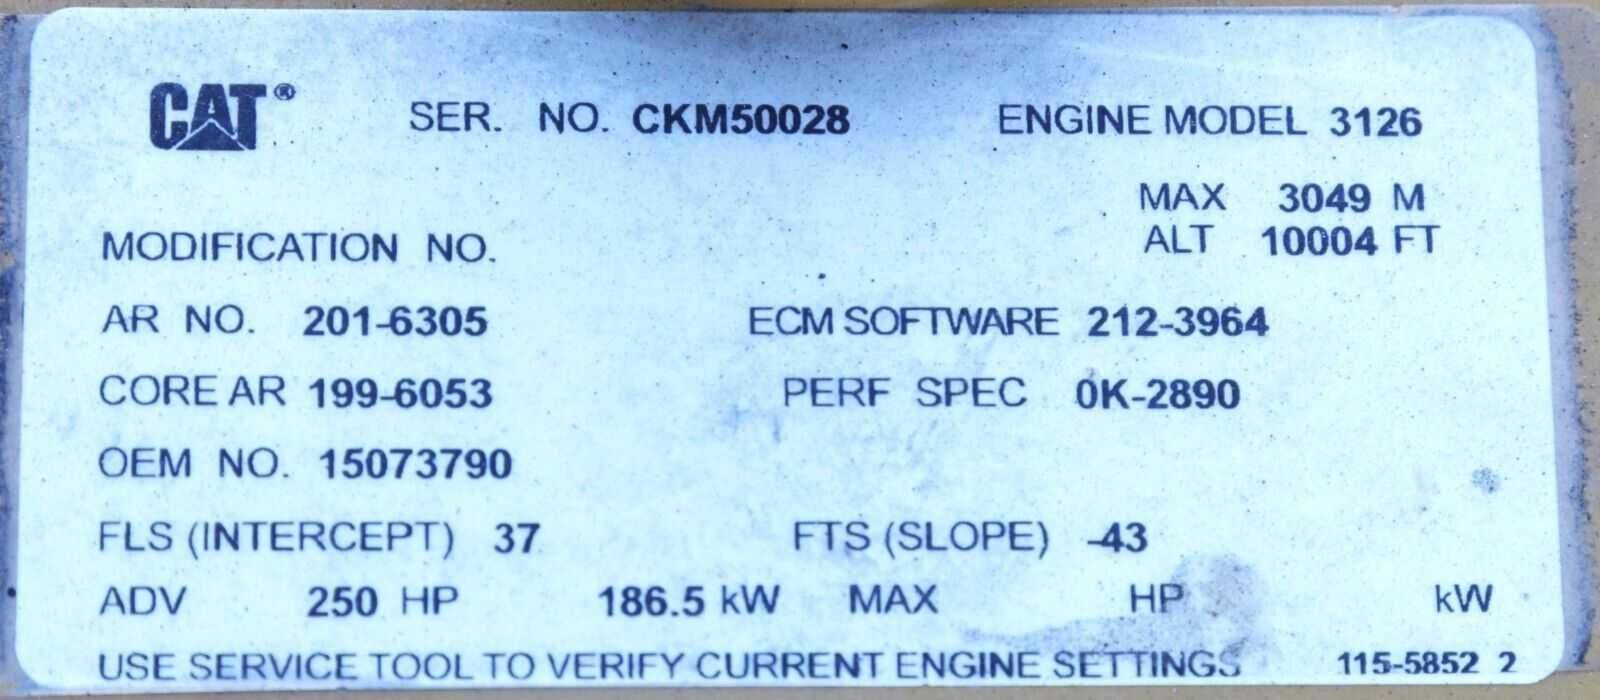 CAT® SER. NO. CKM50028 ENGINE MODEL 3126
MAX 3049 M
MODIFICATION NO. ALT 10004 FT
AR NO. 201-6305 ECM SOFTWARE 212-3964
CORE AR 199-6053 PERF SPEC 0K-2890
OEM NO. 15073790
FLS (INTERCEPT) 37 FTS (SLOPE) -43
ADV 250 HP 186.5 kW MAX HP kW
USE SERVICE TOOL TO VERIFY CURRENT ENGINE SETTINGS 115-5852 2